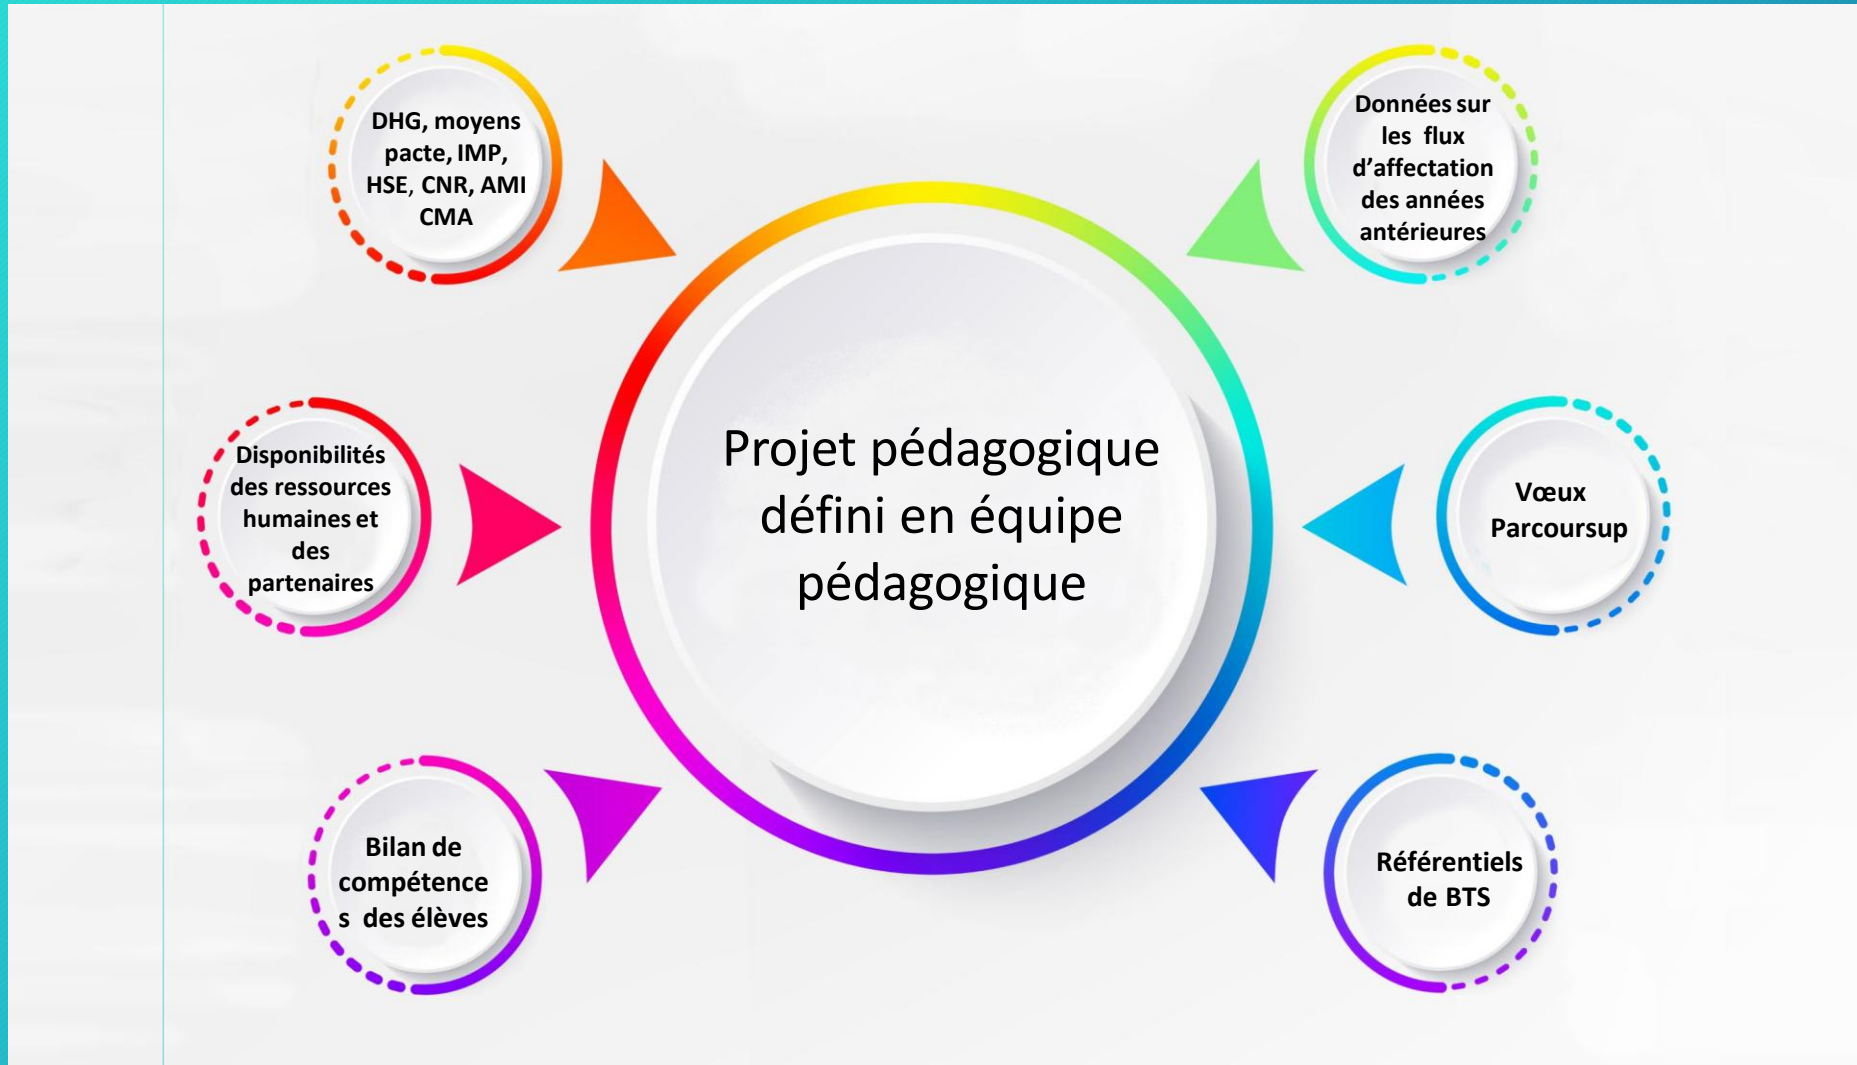 DHG, moyens
pacte, IMP,
HSE, CNR, AMI
CMA
Données sur
les flux
d’affectation
des années
antérieures
Disponibilités
des ressources
humaines et
des
partenaires
Projet pédagogique
défini en équipe
pédagogique
Vœux
Parcoursup
Bilan de
compétence
s des élèves
Référentiels
de BTS